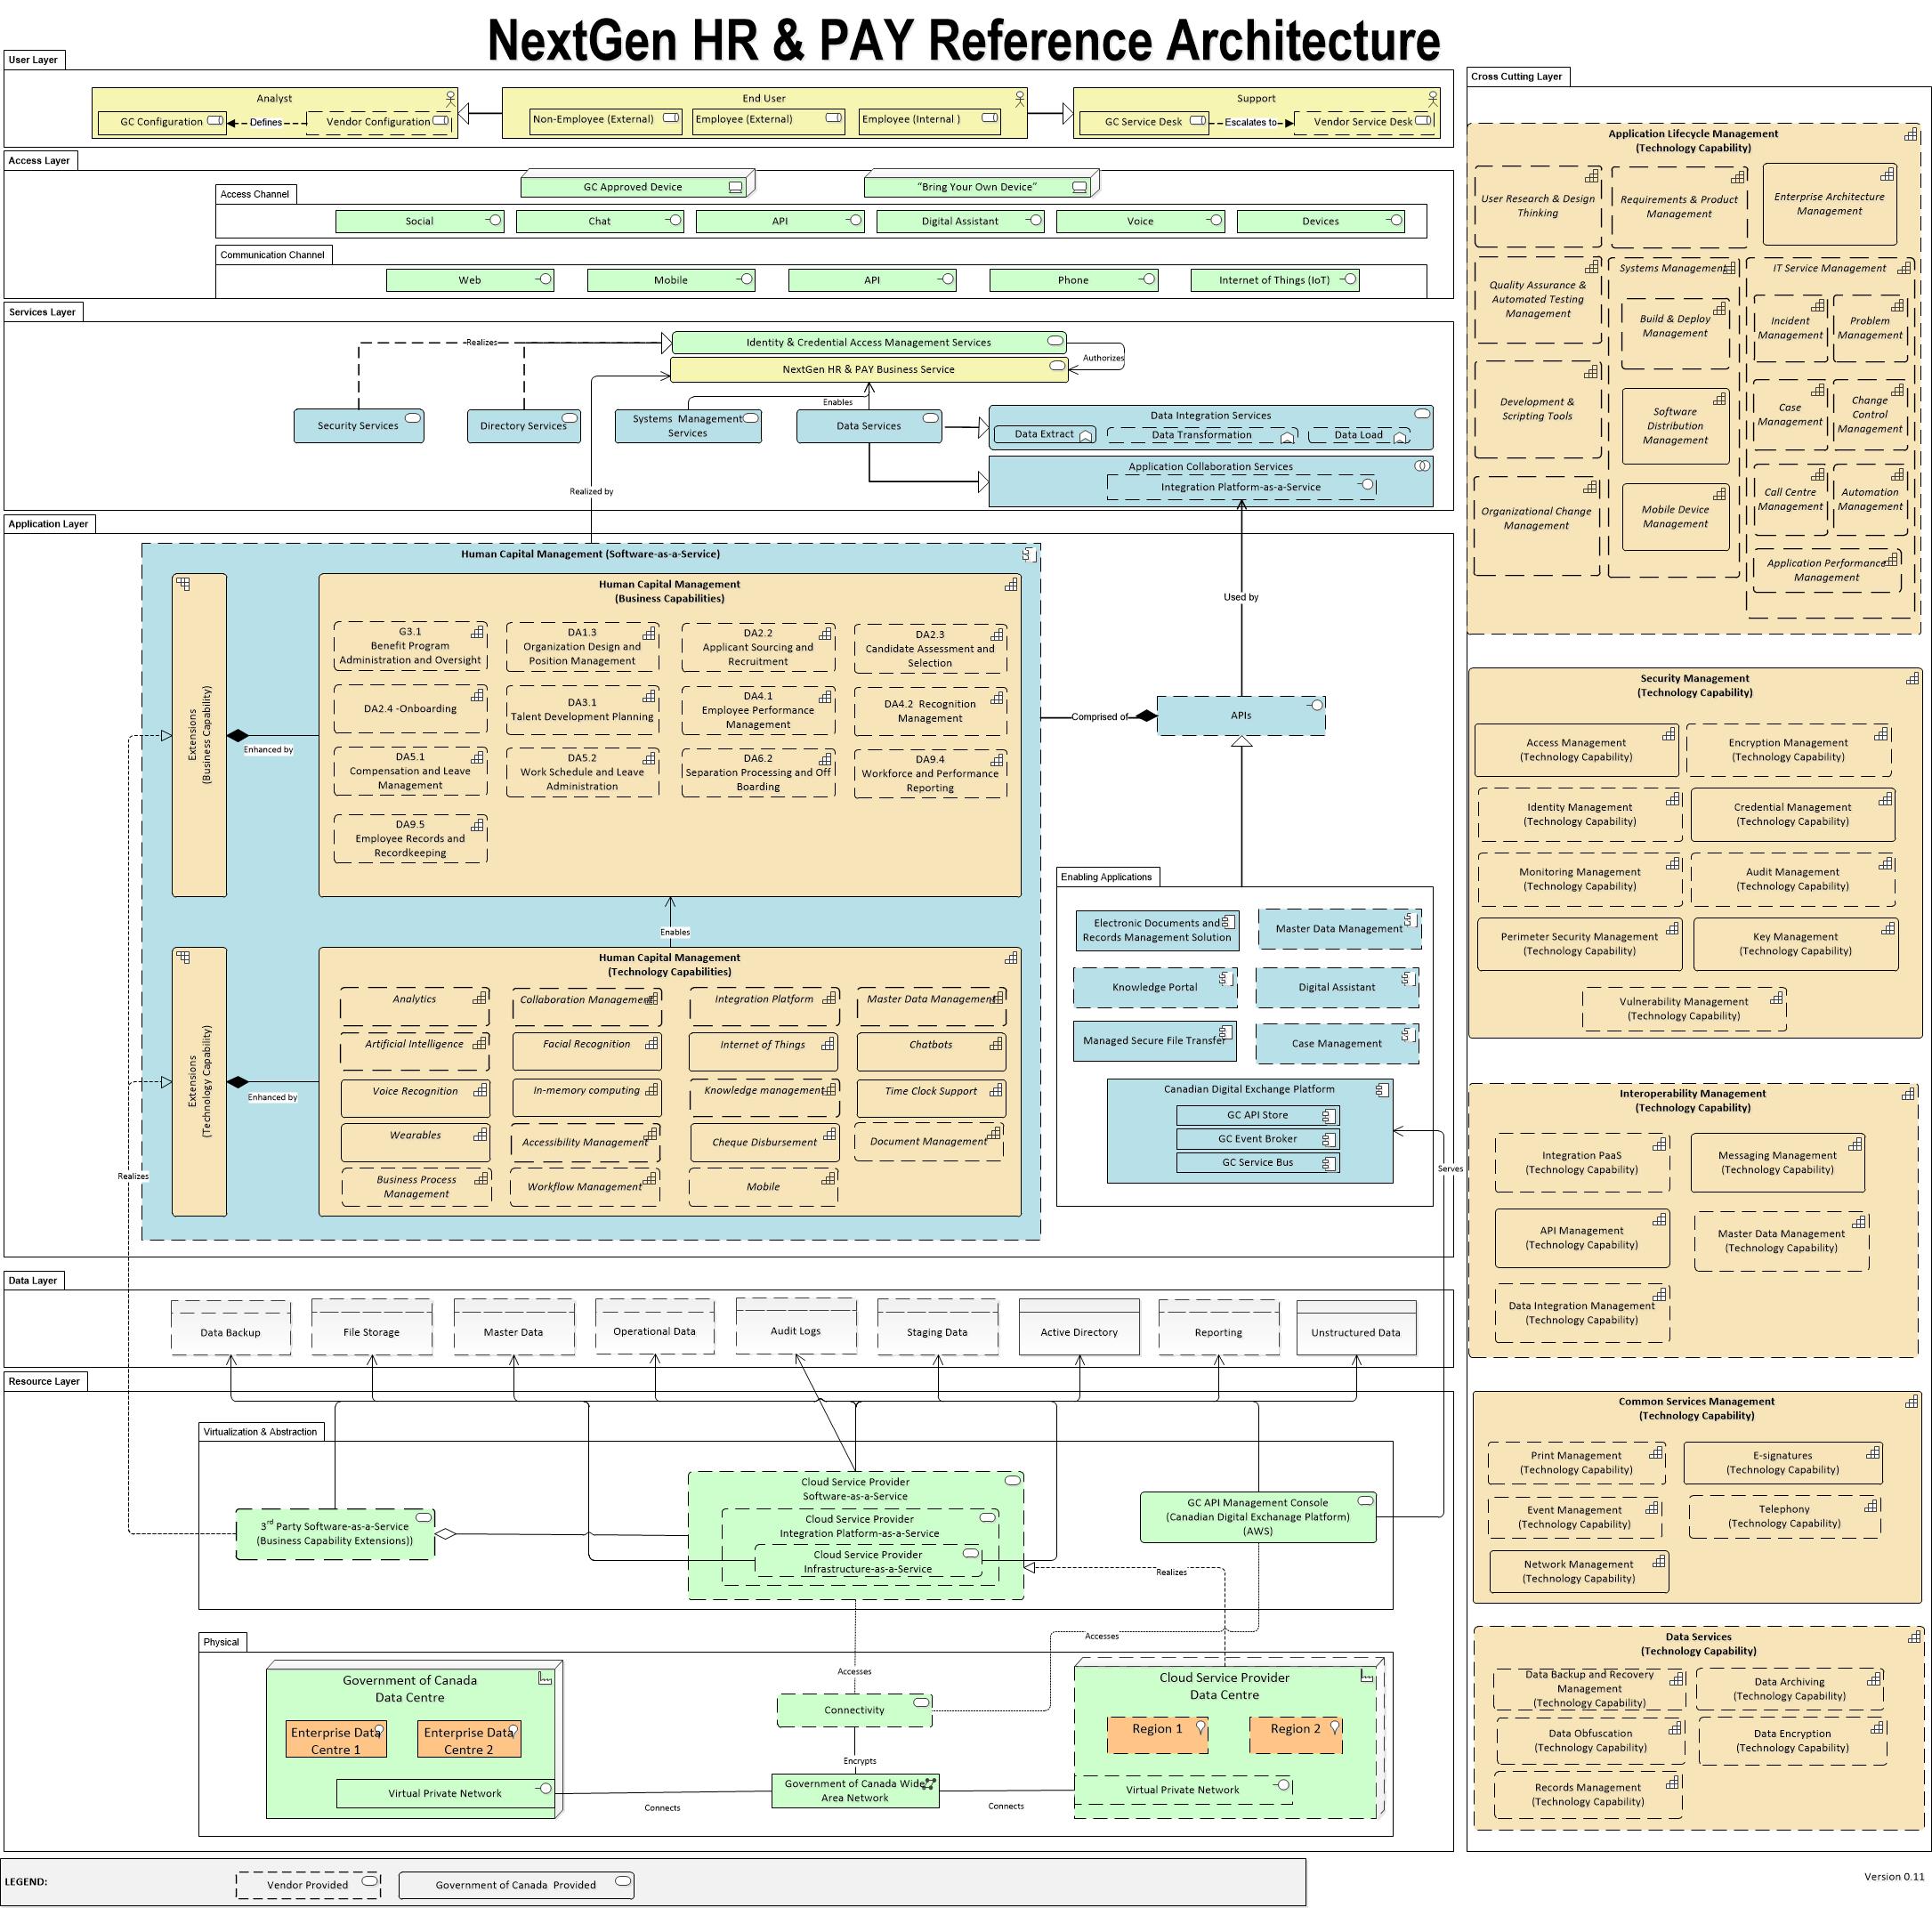 NextGen HR & PAY Reference Architecture
User Layer
Analyst
GC Configuration
Defines
Vendor Configuration
End User
Non-Employee (External)
Employee (External)
Employee (Internal )
Support
GC Service Desk
Escalates to
Vendor Service Desk
Access Layer
GC Approved Device
“Bring Your Own Device”
Access Channel
Social
Chat
API
Digital Assistant
Voice
Devices
Communication Channel
Web
Mobile
API
Phone
Internet of Things (IoT)
Services Layer
Realizes
Identity & Credential Access Management Services
Authorizes
NextGen HR & PAY Business Service
Enables
Security Services
Directory Services
Systems Management
Services
Data Services
Data Integration Services
Data Extract
Data Transformation
Data Load
Application Collaboration Services
Integration Platform-as-a-Service
Realized by
Application Layer
Human Capital Management (Software-as-a-Service)
Extensions
(Business Capability)
Enhanced by
Human Capital Management
(Business Capabilities)
G3.1
Benefit Program
Administration and Oversight
DA1.3
Organization Design and
Position Management
DA2.2
Applicant Sourcing and
Recruitment
DA2.3
Candidate Assessment and
Selection
DA2.4 -Onboarding
DA3.1
Talent Development Planning
DA4.1
Employee Performance
Management
DA4.2 Recognition
Management
DA5.1
Compensation and Leave
Management
DA5.2
Work Schedule and Leave
Administration
DA6.2
Separation Processing and Off
Boarding
DA9.4
Workforce and Performance
Reporting
DA9.5
Employee Records and
Recordkeeping
Enables
Extensions
(Technology Capability)
Enhanced by
Human Capital Management
(Technology Capabilities)
Analytics
Collaboration Management
Integration Platform
Master Data Management
Artificial Intelligence
Facial Recognition
Internet of Things
Chatbots
Voice Recognition
In-memory computing
Knowledge management
Time Clock Support
Wearables
Accessibility Management
Cheque Disbursement
Document Management
Business Process
Management
Workflow Management
Mobile
Realizes
Used by
Comprised of
APIs
Enabling Applications
Electronic Documents and
Records Management Solution
Master Data Management
Knowledge Portal
Digital Assistant
Managed Secure File Transfer
Case Management
Canadian Digital Exchange Platform
GC API Store
GC Event Broker
GC Service Bus
Serves
Data Layer
Data Backup
File Storage
Master Data
Operational Data
Audit Logs
Staging Data
Active Directory
Reporting
Unstructured Data
Resource Layer
Virtualization & Abstraction
3rd Party Software-as-a-Service
(Business Capability Extensions))
Cloud Service Provider
Software-as-a-Service
Cloud Service Provider
Integration Platform-as-a-Service
Cloud Service Provider
Infrastructure-as-a-Service
GC API Management Console
(Canadian Digital Exchanage Platform)
(AWS)
Realizes
Accesses
Physical
Government of Canada
Data Centre
Enterprise Data
Centre 1
Enterprise Data
Centre 2
Virtual Private Network
Connects
Accesses
Connectivity
Encrypts
Government of Canada Wide
Area Network
Connects
Cloud Service Provider
Data Centre
Region 1
Region 2
Virtual Private Network
Cross Cutting Layer
Application Lifecycle Management
(Technology Capability)
User Research & Design
Thinking
Requirements & Product
Management
Enterprise Architecture
Management
Quality Assurance &
Automated Testing
Management
Development &
Scripting Tools
Organizational Change
Management
Systems Management
Build & Deploy
Management
Software
Distribution
Management
Mobile Device
Management
IT Service Management
Incident
Management
Problem
Management
Case
Management
Change
Control
Management
Call Centre
Management
Automation
Management
Application Performance
Management
Security Management
(Technology Capability)
Access Management
(Technology Capability)
Encryption Management
(Technology Capability)
Identity Management
(Technology Capability)
Credential Management
(Technology Capability)
Monitoring Management
(Technology Capability)
Audit Management
(Technology Capability)
Perimeter Security Management
(Technology Capability)
Key Management
(Technology Capability)
Vulnerability Management
(Technology Capability)
Interoperability Management
(Technology Capability)
Integration PaaS
(Technology Capability)
Messaging Management
(Technology Capability)
API Management
(Technology Capability)
Master Data Management
(Technology Capability)
Data Integration Management
(Technology Capability)
Common Services Management
(Technology Capability)
Print Management
(Technology Capability)
E-signatures
(Technology Capability)
Event Management
(Technology Capability)
Telephony
(Technology Capability)
Network Management
(Technology Capability)
Data Services
(Technology Capability)
Data Backup and Recovery
Management
(Technology Capability)
Data Archiving
(Technology Capability)
Data Obfuscation
(Technology Capability)
Data Encryption
(Technology Capability)
Records Management
(Technology Capability)
LEGEND:
Vendor Provided
Government of Canada Provided
Version 0.11